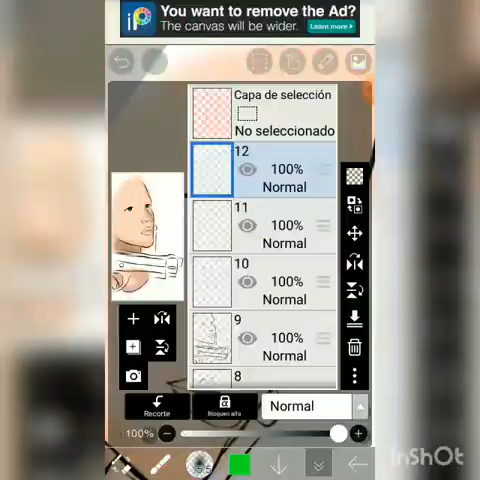 You want to remove the Ad?
The canvas will be wider.
Learn more►
iP
Capa de selección
No seleccionado
12
100%
Normal
11
100%
Normal
10
100%
Normal
9
100%
Normal
8
Recorte
Bloqueo alfa
Normal
100%
InShOt